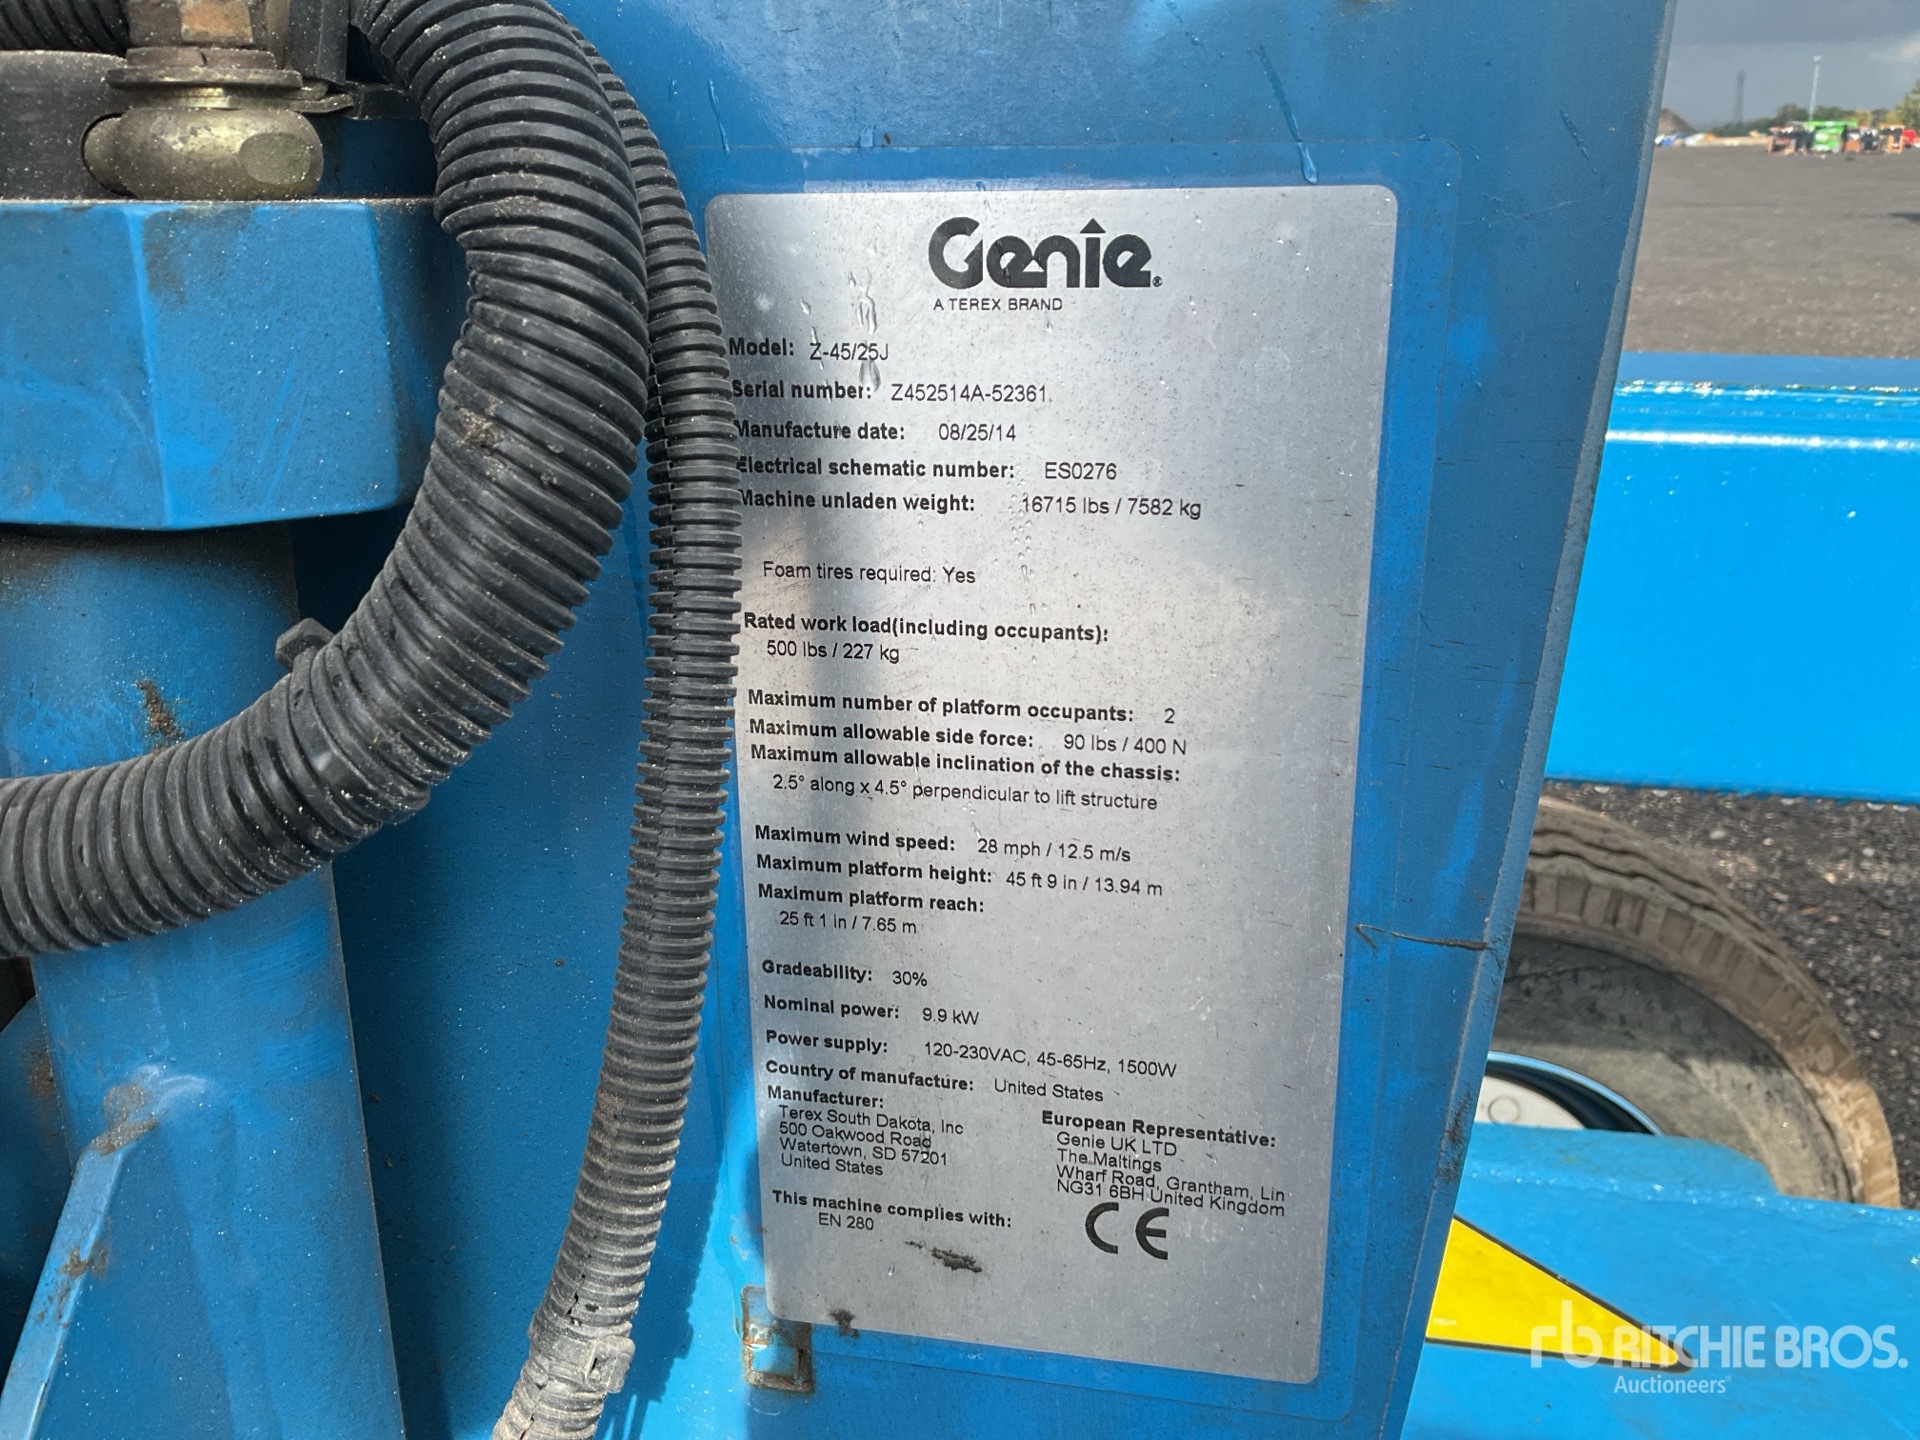 Genie®
A TEREX BRAND
Model: Z-45/25J
Serial number: Z452514A-52361
Manufacture date: 08/25/14
Electrical schematic number: ES0276
Machine unladen weight: 16715 lbs / 7582 kg
Foam tires required: Yes
Rated work load(including occupants):
500 lbs / 227 kg
Maximum number of platform occupants: 2
Maximum allowable side force: 90 lbs / 400 N
Maximum allowable inclination of the chassis:
2.5° along x 4.5° perpendicular to lift structure
Maximum wind speed: 28 mph / 12.5 m/s
Maximum platform height: 45 ft 9 in / 13.94 m
Maximum platform reach:
25 ft 1 in / 7.65 m
Gradeability: 30%
Nominal power: 9.9 kW
Power supply: 120-230VAC, 45-65Hz, 1500W
Country of manufacture: United States
Manufacturer:
Terex South Dakota, Inc
500 Oakwood Road
Watertown, SD 57201
United States
European Representative:
Genie UK LTD
The Maltings
Wharf Road, Grantham, Lin
NG31 6BH United Kingdom
This machine complies with:
EN 280
CE
rb RITCHIE BROS.
Auctioneers